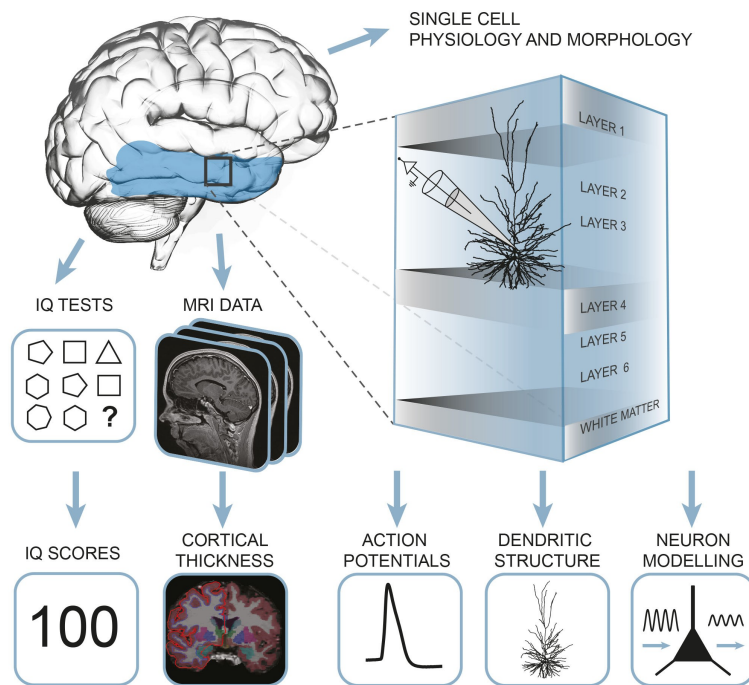 SINGLE CELL
PHYSIOLOGY AND MORPHOLOGY
LAYER 1
LAYER 2
LAYER 3
LAYER 4
LAYER 5
LAYER 6
WHITE MATTER
IQ TESTS
MRI DATA
?
IQ SCORES
CORTICAL
THICKNESS
ACTION
POTENTIALS
DENDRITIC
STRUCTURE
NEURON
MODELLING
100